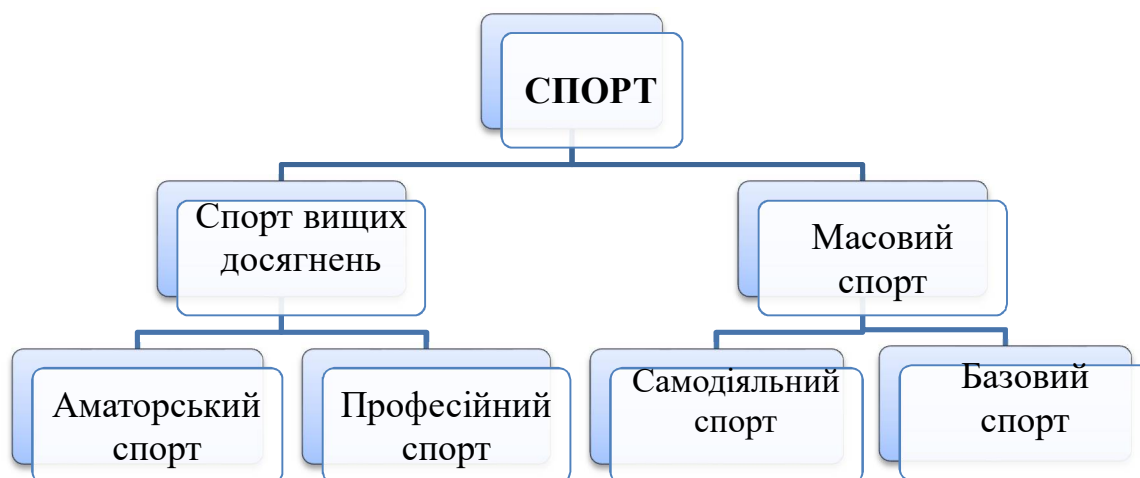 СПОРТ
Спорт вищих
досягнень
Масовий
спорт
Аматорський
спорт
Професійний
спорт
Самодіяльний
спорт
Базовий
спорт